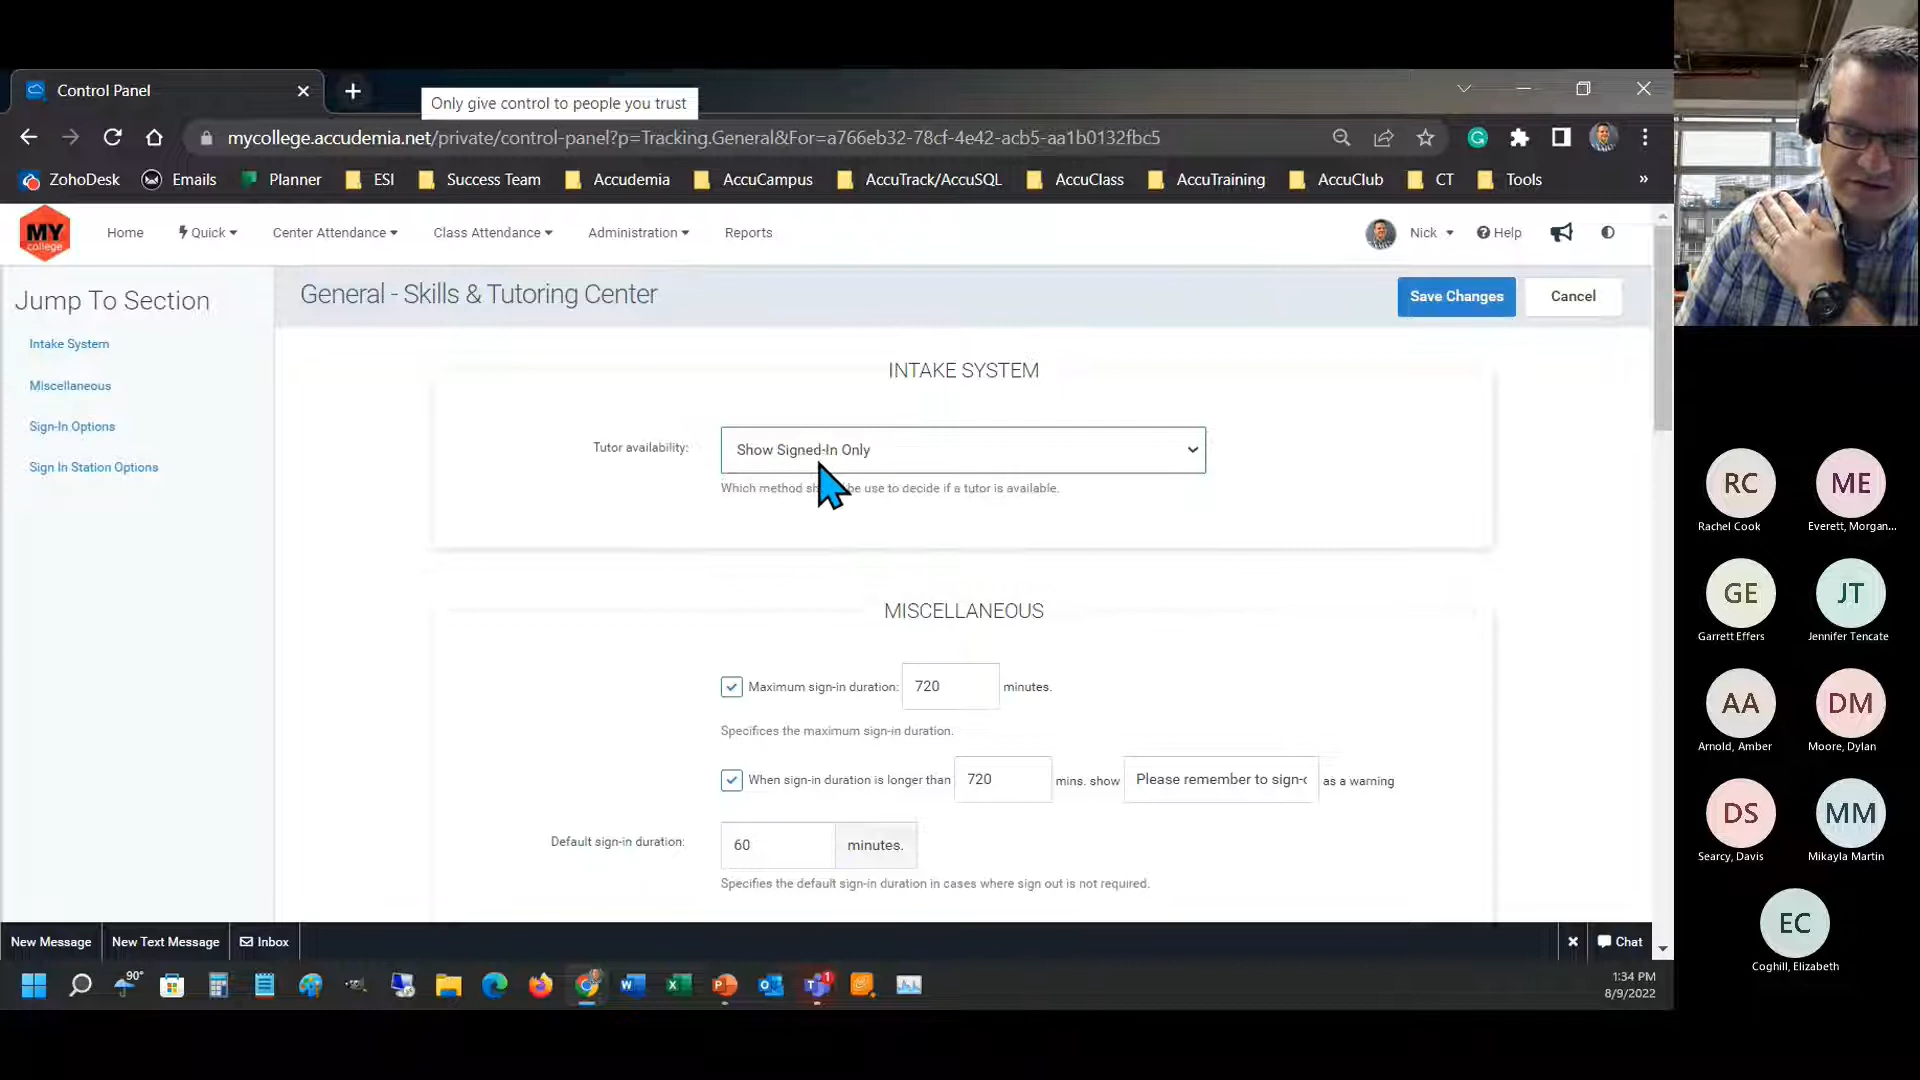 Control Panel
Only give control to people you trust
mycollege.accudemia.net/private/control-panel?p=Tracking.General&For=a766eb32-78cf-4e42-acb5-aa1b0132fbc5
ZohoDesk Emails Planner ESI Success Team Accudemia AccuCampus AccuTrack/AccuSQL AccuClass AccuTraining AccuClub CT Tools »
MY college
Home Quick Center Attendance Class Attendance Administration Reports Nick Help
Jump To Section
Intake System
Miscellaneous
Sign-In Options
Sign In Station Options
General - Skills & Tutoring Center
Save Changes Cancel
INTAKE SYSTEM
Tutor availability: Show Signed-In Only
Which method be use to decide if a tutor is available.
MISCELLANEOUS
Maximum sign-in duration: 720 minutes.
Specifices the maximum sign-in duration.
When sign-in duration is longer than 720 mins. show Please remember to sign- as a warning
Default sign-in duration: 60 minutes.
Specifies the default sign-in duration in cases where sign out is not required.
New Message New Text Message Inbox Chat
90° 1
1:34 PM
8/9/2022
RC ME
Rachel Cook Everett, Morgan...
GE JT
Garrett Effers Jennifer Tencate
AA DM
Arnold, Amber Moore, Dylan
DS MM
Searcy, Davis Mikayla Martin
EC
Coghill, Elizabeth